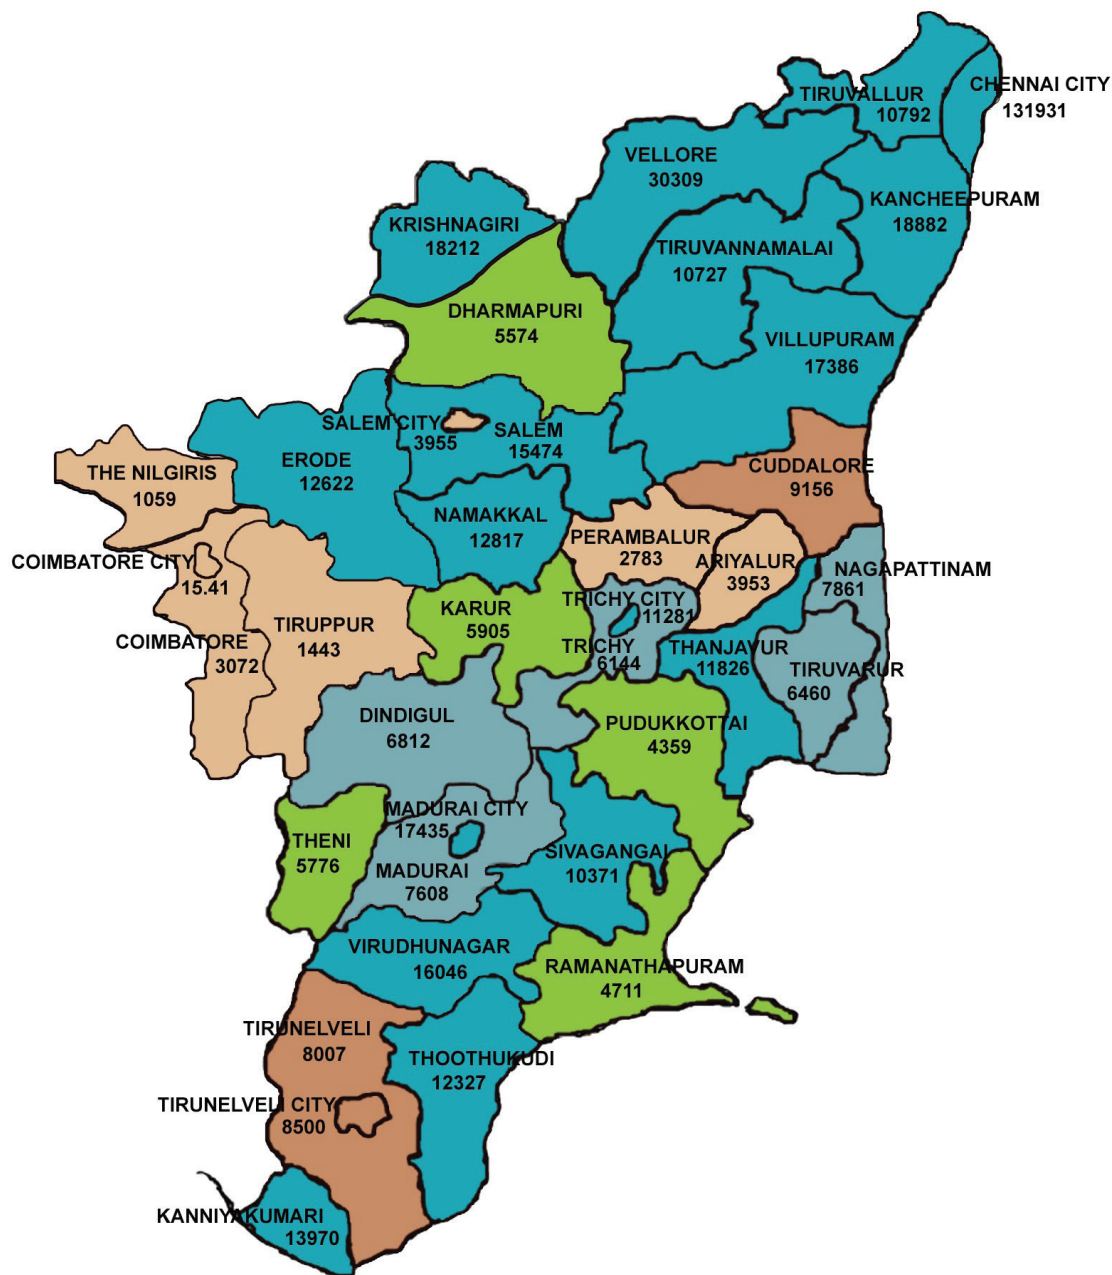 CHENNAI CITY
131931
TIRUVALLUR
10792
VELLORE
30309
KANCHEEPURAM
18882
KRISHNAGIRI
18212
TIRUVANNAMALAI
10727
DHARMAPURI
5574
VILLUPURAM
17386
SALEM CITY
3955
SALEM
15474
ERODE
12622
CUDDALORE
9156
THE NILGIRIS
1059
NAMAKKAL
12817
PERAMBALUR
2783
ARIYALUR
3953
COIMBATORE CITY
15.41
NAGAPATTINAM
7861
KARUR
5905
TRICHY CITY
11281
TIRUPPUR
1443
COIMBATORE
3072
TRICHY
6144
THANJAVUR
11826
TIRUVARUR
6460
DINDIGUL
6812
PUDUKKOTTAI
4359
MADURAI CITY
17435
THENI
5776
MADURAI
7608
SIVAGANGAI
10371
VIRUDHUNAGAR
16046
RAMANATHAPURAM
4711
TIRUNELVELI
8007
THOOTHUKUDI
12327
TIRUNELVELI CITY
8500
KANNIYAKUMARI
13970